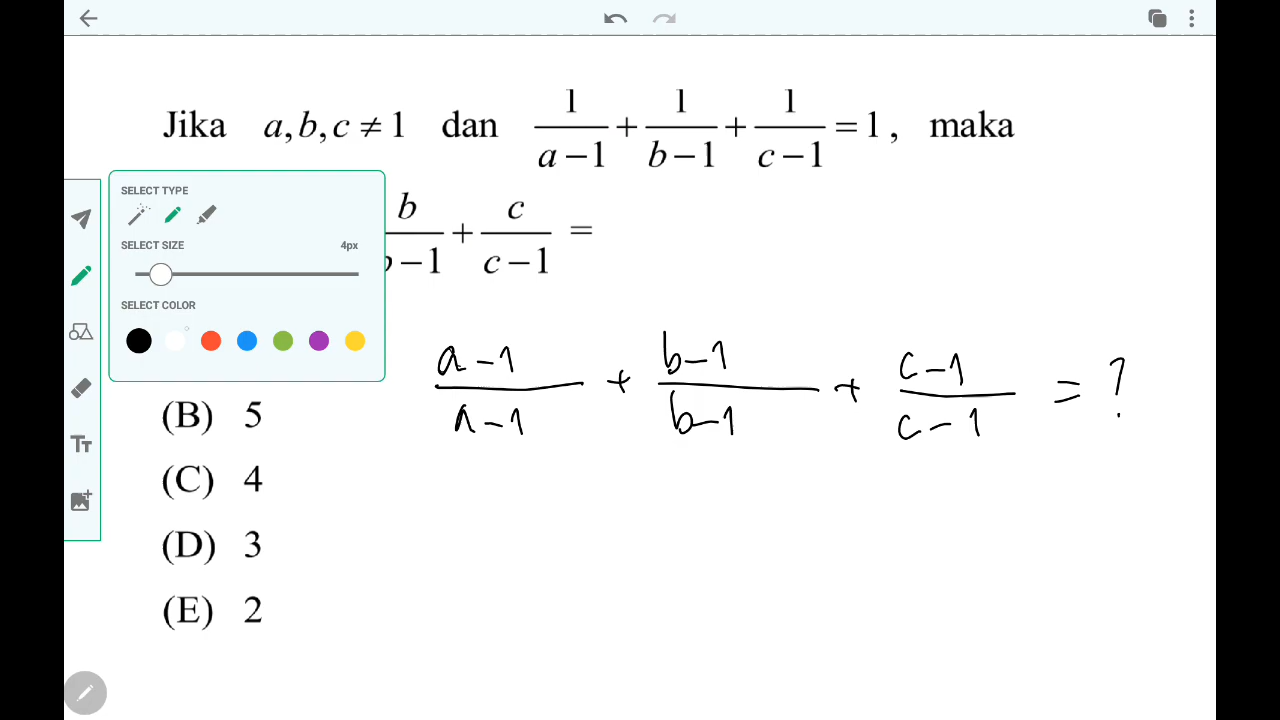 Jika a, b, c ≠ 1 dan 1/(a−1) + 1/(b−1) + 1/(c−1) = 1, maka
b/(b−1) + c/(c−1) =
SELECT TYPE
SELECT SIZE 4px
SELECT COLOR
(a−1)/(a−1) + (b−1)/(b−1) + (c−1)/(c−1) = ?
(B) 5
(C) 4
(D) 3
(E) 2
Tт